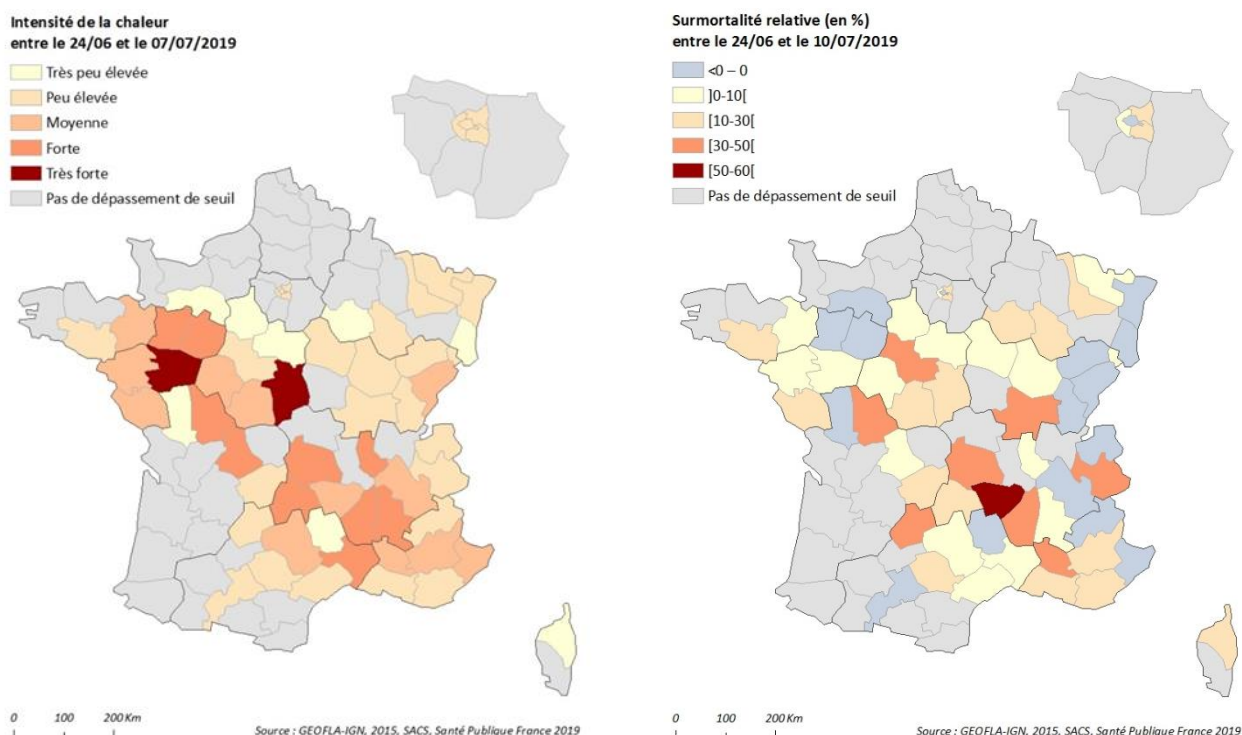 Intensité de la chaleur
entre le 24/06 et le 07/07/2019
Très peu élevée
Peu élevée
Moyenne
Forte
Très forte
Pas de dépassement de seuil
0 100 200 Km
Source : GEOFLA-IGN, 2015, SACS, Santé Publique France 2019
Surmortalité relative (en %)
entre le 24/06 et le 10/07/2019
<0 – 0
]0-10[
[10-30[
[30-50[
[50-60[
Pas de dépassement de seuil
0 100 200 Km
Source : GEOFLA-IGN, 2015, SACS, Santé Publique France 2019